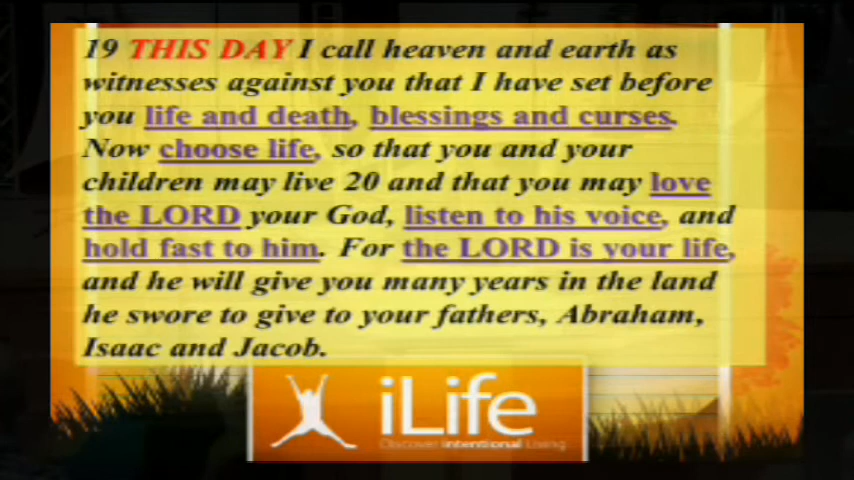 19 THIS DAY I call heaven and earth as
witnesses against you that I have set before
you life and death, blessings and curses.
Now choose life, so that you and your
children may live 20 and that you may love
the LORD your God, listen to his voice, and
hold fast to him. For the LORD is your life,
and he will give you many years in the land
he swore to give to your fathers, Abraham,
Isaac and Jacob.
iLife
Discover Intentional Living